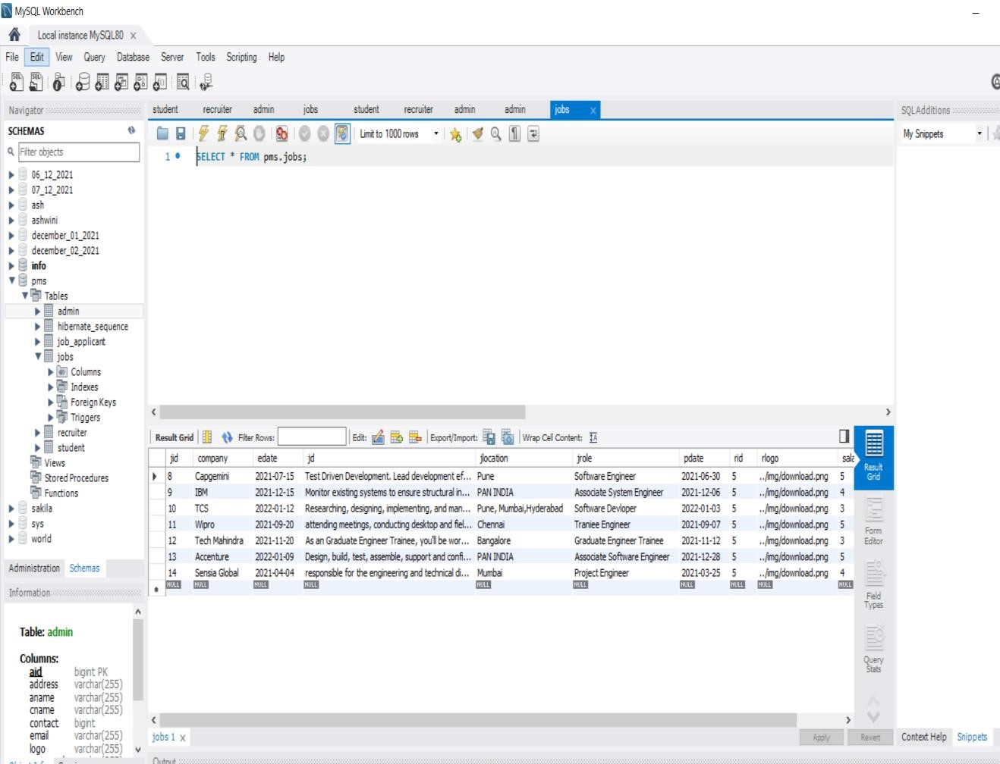 MySQL Workbench
Local instance MySQL80 x
File Edit View Query Database Server Tools Scripting Help
Navigator
SCHEMAS
Filter objects
06_12_2021
07_12_2021
ash
ashwini
december_01_2021
december_02_2021
info
pms
Tables
admin
hibernate_sequence
job_applicant
jobs
Columns
Indexes
Foreign Keys
Triggers
recruiter
student
Views
Stored Procedures
Functions
sakila
sys
world
Administration Schemas
Information
Table: admin
Columns:
aid bigint PK
address varchar(255)
aname varchar(255)
cname varchar(255)
contact bigint
email varchar(255)
logo varchar(255)
student recruiter admin jobs student recruiter admin admin jobs x
Limit to 1000 rows
1 SELECT * FROM pms.jobs;
Result Grid Filter Rows: Edit: Export/Import: Wrap Cell Content: IA
jid company edate jd jlocation jrole pdate rid rlogo sala
8 Capgemini 2021-07-15 Test Driven Development. Lead development ef... Pune Software Engineer 2021-06-30 5 ../img/download.png 5
9 IBM 2021-12-15 Monitor existing systems to ensure structural in... PAN INDIA Associate System Engineer 2021-12-06 5 ../img/download.png 4
10 TCS 2022-01-12 Researching, designing, implementing, and man... Pune, Mumbai,Hyderabad Software Devloper 2022-01-03 5 ../img/download.png 3
11 Wipro 2021-09-20 attending meetings, conducting desktop and fiel... Chennai Traniee Engineer 2021-09-07 5 ../img/download.png 5
12 Tech Mahindra 2021-11-20 As an Graduate Engineer Trainee, you'll be wor... Bangalore Graduate Engineer Trainee 2021-11-12 5 ../img/download.png 3
13 Accenture 2022-01-09 Design, build, test, assemble, support and confi... PAN INDIA Associate Software Engineer 2021-12-28 5 ../img/download.png 5
14 Sensia Global 2021-04-04 responsible for the engineering and technical di... Mumbai Project Engineer 2021-03-25 5 ../img/download.png 4
NULL NULL NULL NULL NULL NULL NULL NULL NULL NULL
Result
Grid
Form
Editor
Field
Types
Query
Stats
jobs 1 x
Apply Revert
Output
SQLAdditions
My Snippets
Context Help Snippets